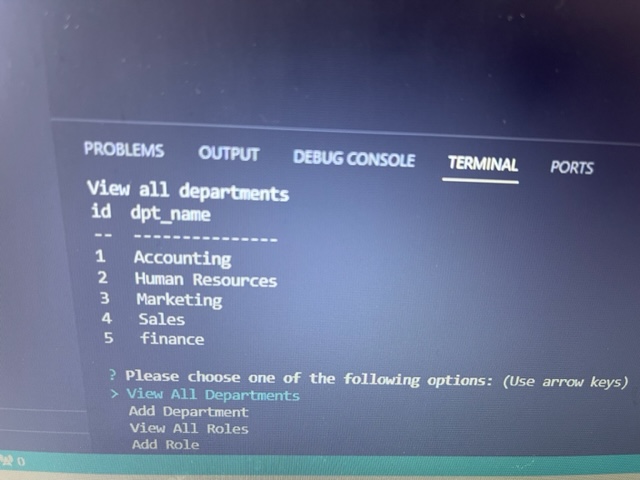 PROBLEMS OUTPUT DEBUG CONSOLE TERMINAL PORTS
View all departments
id dpt_name
-- ---------------
1 Accounting
2 Human Resources
3 Marketing
4 Sales
5 finance
? Please choose one of the following options: (Use arrow keys)
> View All Departments
Add Department
View All Roles
Add Role
0